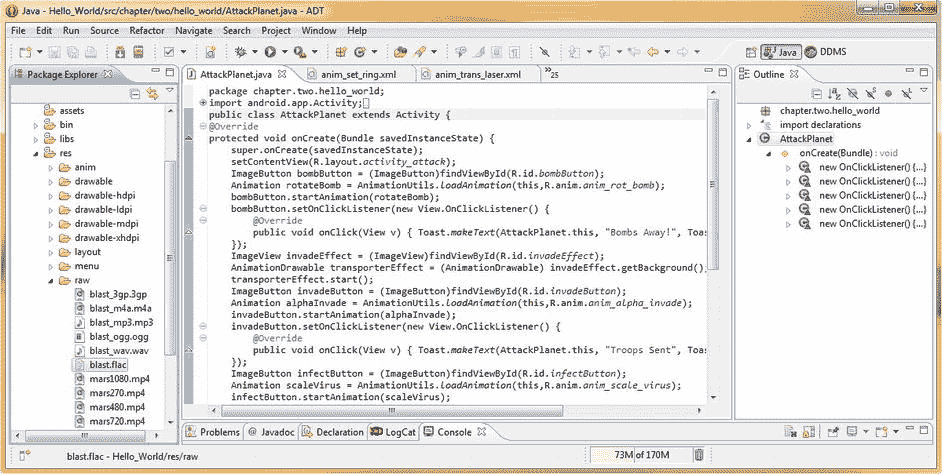 Java - Hello_World/src/chapter/two/hello_world/AttackPlanet.java - ADT
File Edit Run Source Refactor Navigate Search Project Window Help
Java DDMS
Package Explorer
assets
bin
libs
res
anim
drawable
drawable-hdpi
drawable-ldpi
drawable-mdpi
drawable-xhdpi
layout
menu
raw
blast_3gp.3gp
blast_m4a.m4a
blast_mp3.mp3
blast_ogg.ogg
blast_wav.wav
blast.flac
mars1080.mp4
mars270.mp4
mars480.mp4
mars720.mp4
AttackPlanet.java anim_set_ring.xml anim_trans_laser.xml »25
package chapter.two.hello_world;
import android.app.Activity;
public class AttackPlanet extends Activity {
@Override
protected void onCreate(Bundle savedInstanceState) {
super.onCreate(savedInstanceState);
setContentView(R.layout.activity_attack);
ImageButton bombButton = (ImageButton)findViewById(R.id.bombButton);
Animation rotateBomb = AnimationUtils.loadAnimation(this,R.anim.anim_rot_bomb);
bombButton.startAnimation(rotateBomb);
bombButton.setOnClickListener(new View.OnClickListener() {
@Override
public void onClick(View v) { Toast.makeText(AttackPlanet.this, "Bombs Away!", Toas
});
ImageView invadeEffect = (ImageView)findViewById(R.id.invadeEffect);
AnimationDrawable transporterEffect = (AnimationDrawable) invadeEffect.getBackground();
transporterEffect.start();
ImageButton invadeButton = (ImageButton)findViewById(R.id.invadeButton);
Animation alphaInvade = AnimationUtils.loadAnimation(this,R.anim.anim_alpha_invade);
invadeButton.startAnimation(alphaInvade);
invadeButton.setOnClickListener(new View.OnClickListener() {
@Override
public void onClick(View v) { Toast.makeText(AttackPlanet.this, "Troops Sent", Toas
});
ImageButton infectButton = (ImageButton)findViewById(R.id.infectButton);
Animation scaleVirus = AnimationUtils.loadAnimation(this,R.anim.anim_scale_virus);
infectButton.startAnimation(scaleVirus);
Outline
chapter.two.hello_world
import declarations
AttackPlanet
onCreate(Bundle) : void
new OnClickListener() {...}
new OnClickListener() {...}
new OnClickListener() {...}
new OnClickListener() {...}
Problems Javadoc Declaration LogCat Console
blast.flac - Hello_World/res/raw
73M of 170M